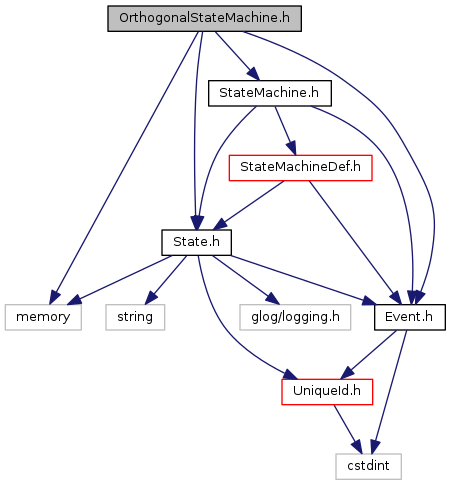 OrthogonalStateMachine.h
StateMachine.h
StateMachineDef.h
State.h
memory
string
glog/logging.h
Event.h
UniqueId.h
cstdint